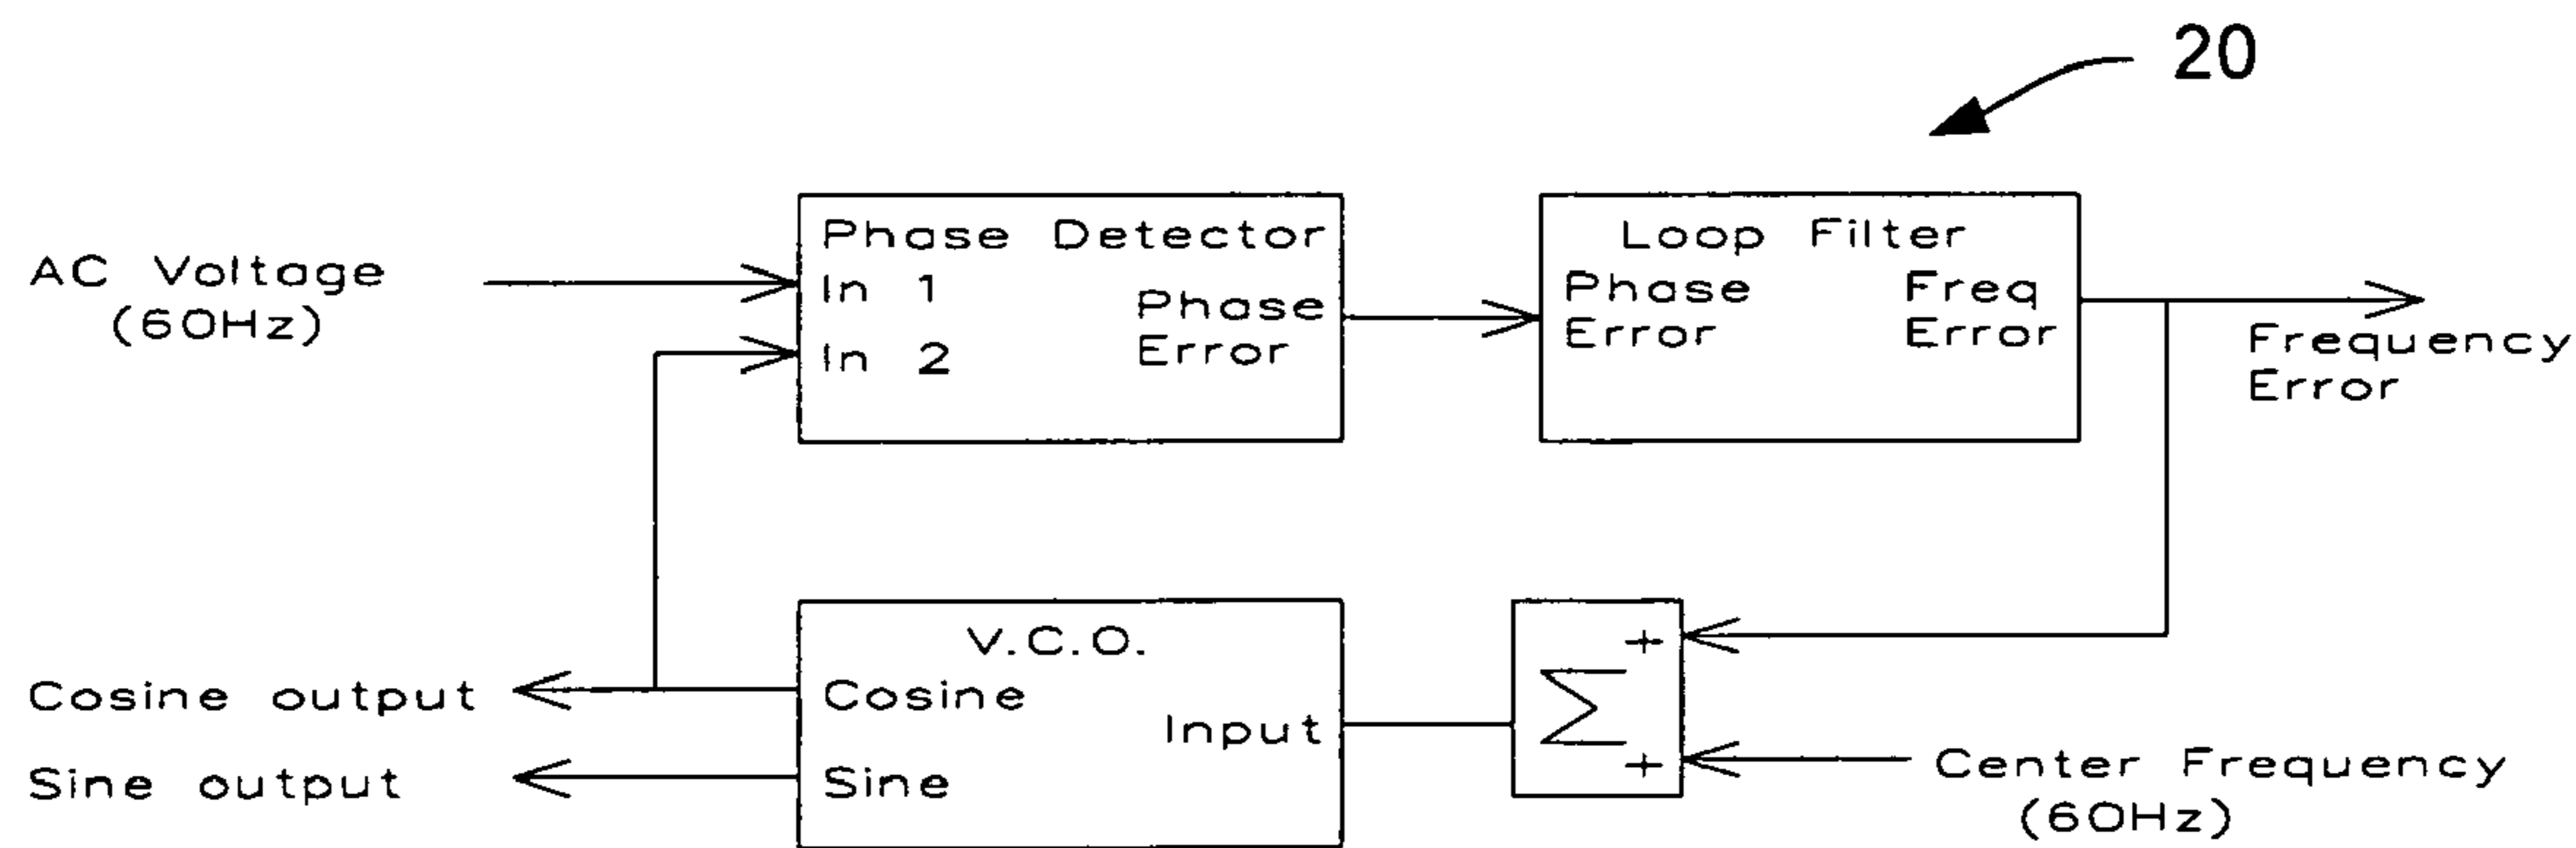 20
Phase Detector
Loop Filter
AC Voltage
(60Hz)
In 1
In 2
Phase
Error
Phase
Error
Freq
Error
Frequency
Error
V.C.O.
Cosine output
Cosine
Input
Sine output
Sine
+
Σ
+
Center Frequency
(60Hz)